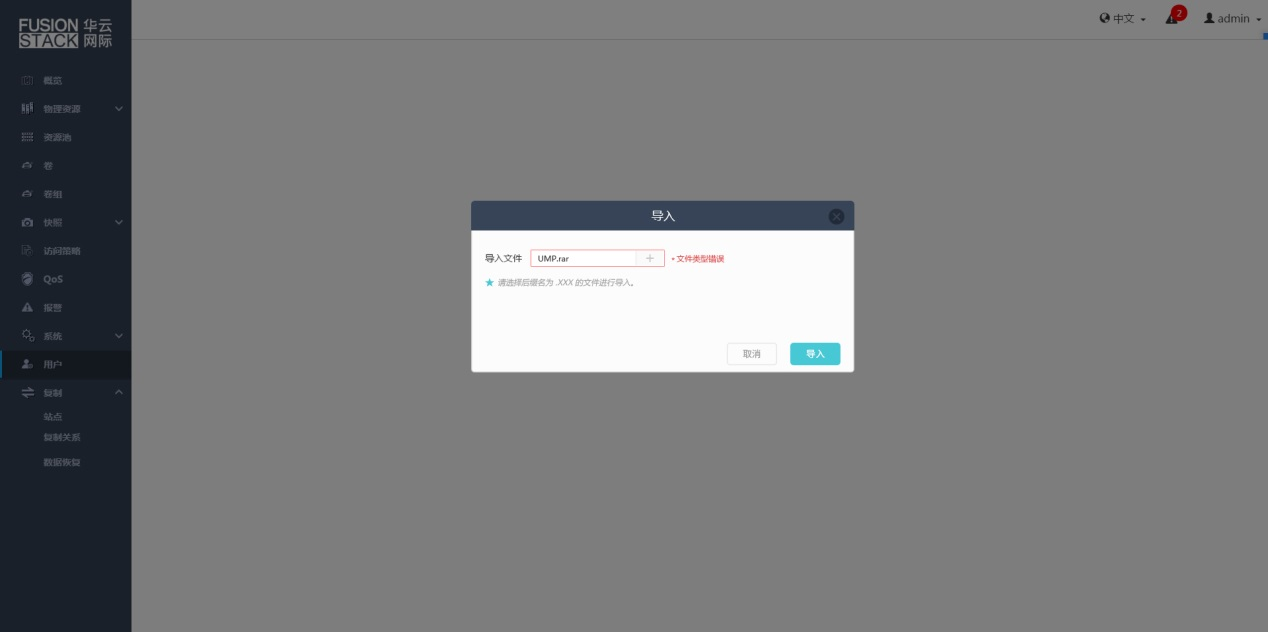 FUSION 华云
STACK 网际
中文
2
admin
概览
物理资源
资源池
卷
卷组
快照
访问策略
QoS
报警
系统
用户
复制
站点
复制关系
数据恢复
导入
导入文件 UMP.rar + • 文件类型错误
★ 请选择后缀名为 .XXX 的文件进行导入。
取消 导入